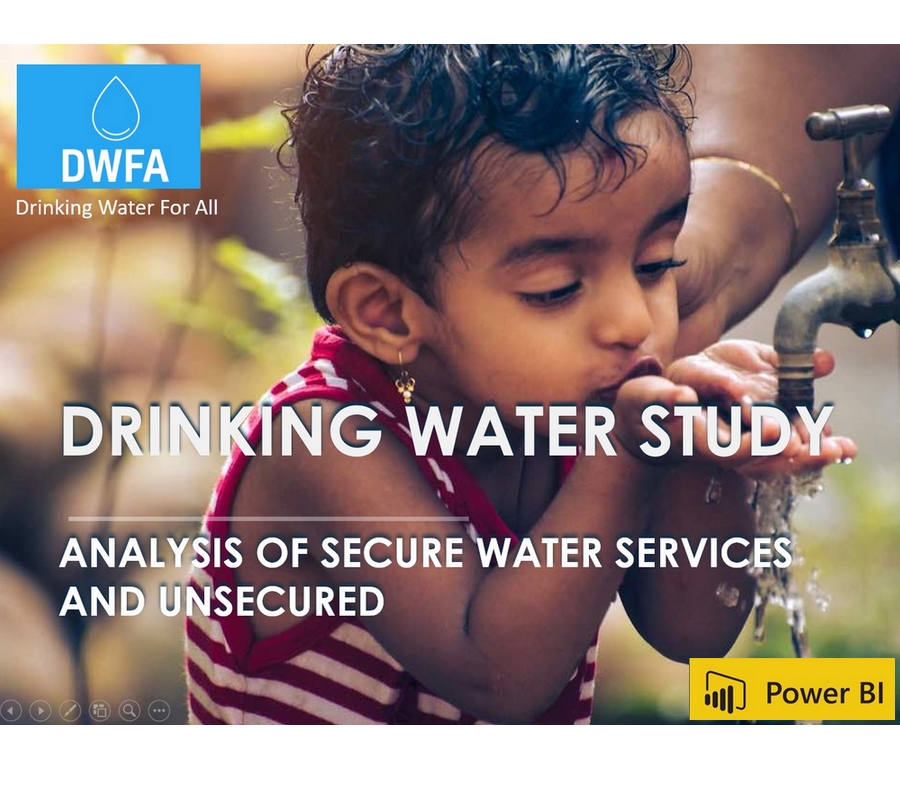 DWFA
Drinking Water For All
DRINKING WATER STUDY
ANALYSIS OF SECURE WATER SERVICES
AND UNSECURED
Power BI